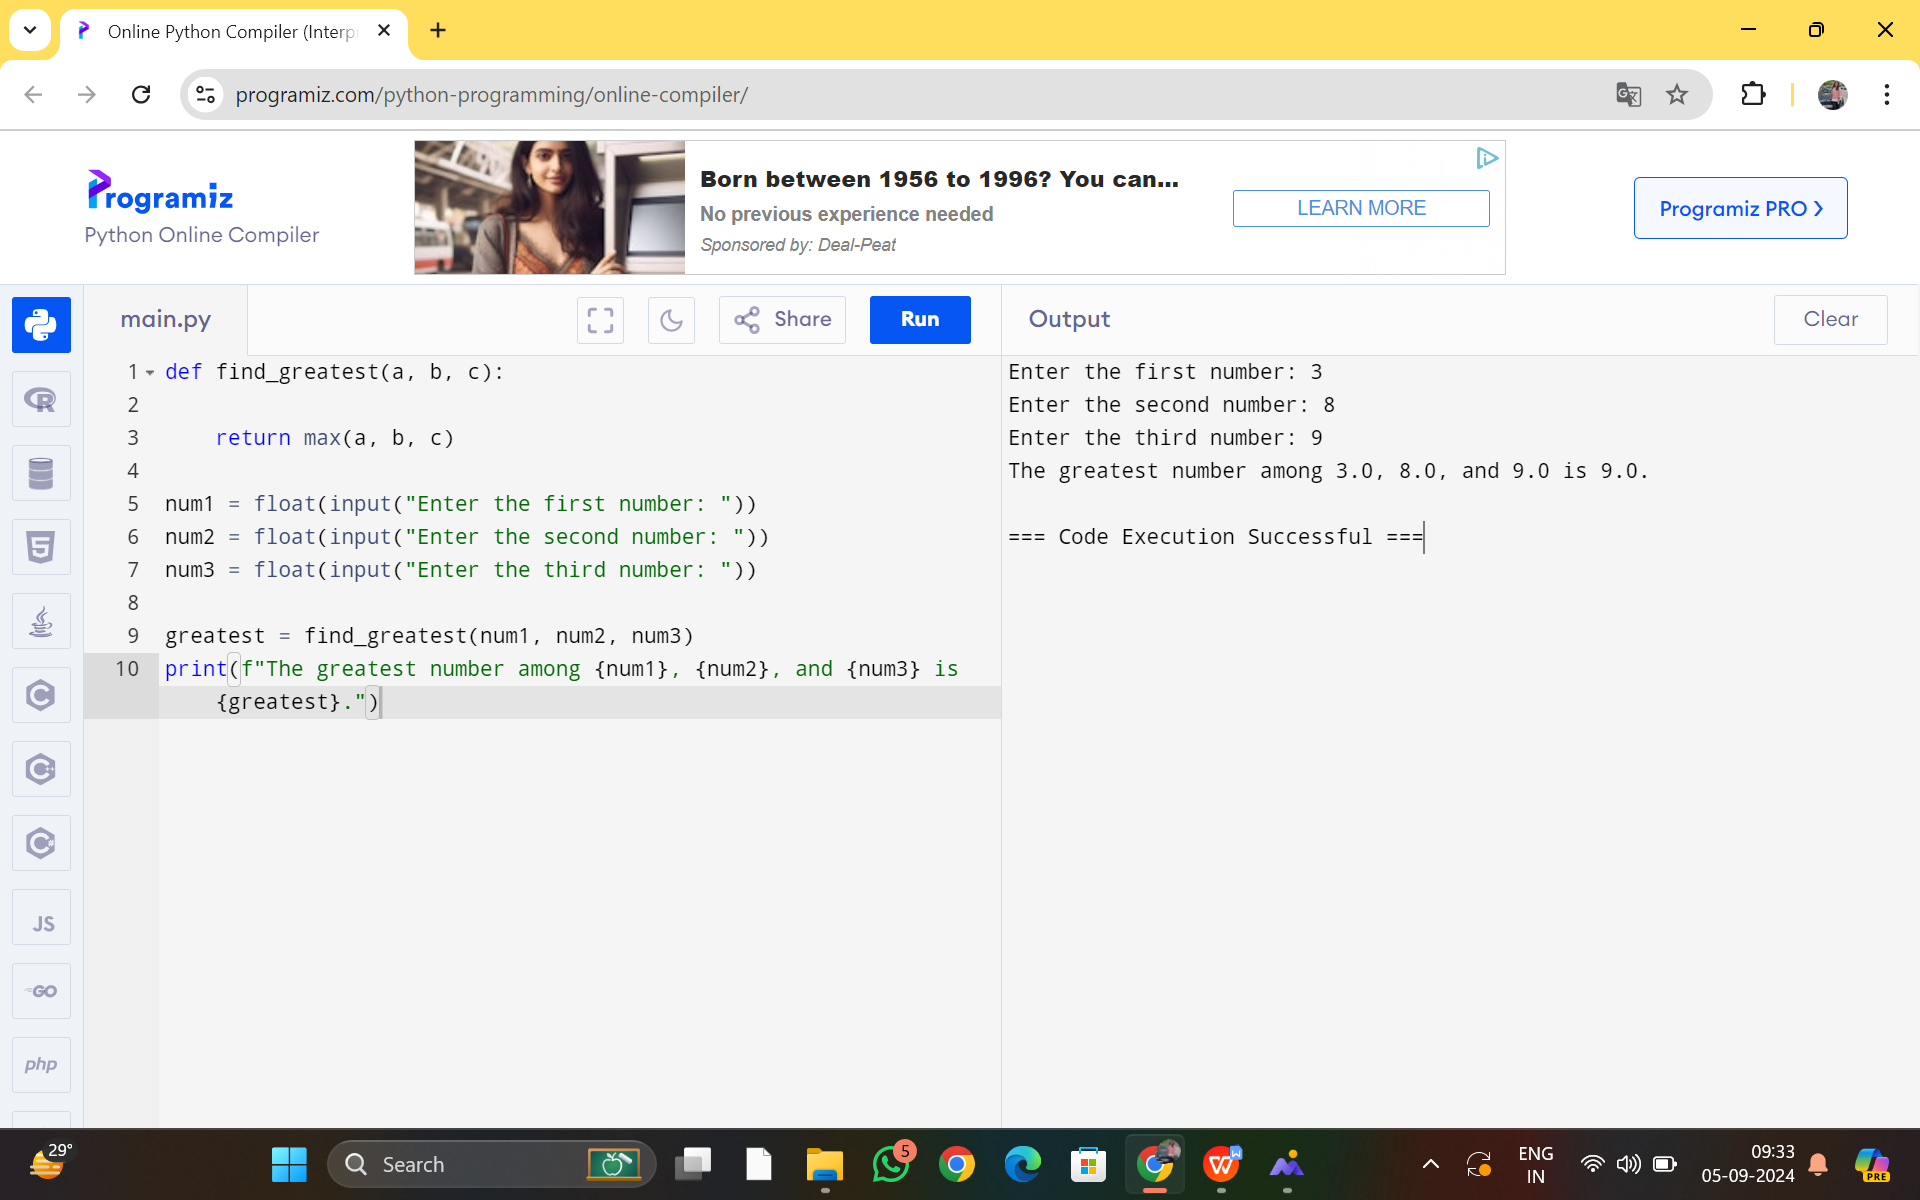 Online Python Compiler (Interp
programiz.com/python-programming/online-compiler/
Programiz
Python Online Compiler
Born between 1956 to 1996? You can...
No previous experience needed
Sponsored by: Deal-Peat
LEARN MORE
Programiz PRO
main.py
Share
Run
Output
Clear
1 def find_greatest(a, b, c):
2
3     return max(a, b, c)
4
5 num1 = float(input("Enter the first number: "))
6 num2 = float(input("Enter the second number: "))
7 num3 = float(input("Enter the third number: "))
8
9 greatest = find_greatest(num1, num2, num3)
10 print(f"The greatest number among {num1}, {num2}, and {num3} is
{greatest}.")
Enter the first number: 3
Enter the second number: 8
Enter the third number: 9
The greatest number among 3.0, 8.0, and 9.0 is 9.0.
=== Code Execution Successful ===
R
5
C
C++
C#
JS
GO
php
29°
Search
5
W
W
ENG
IN
09:33
05-09-2024
PRE